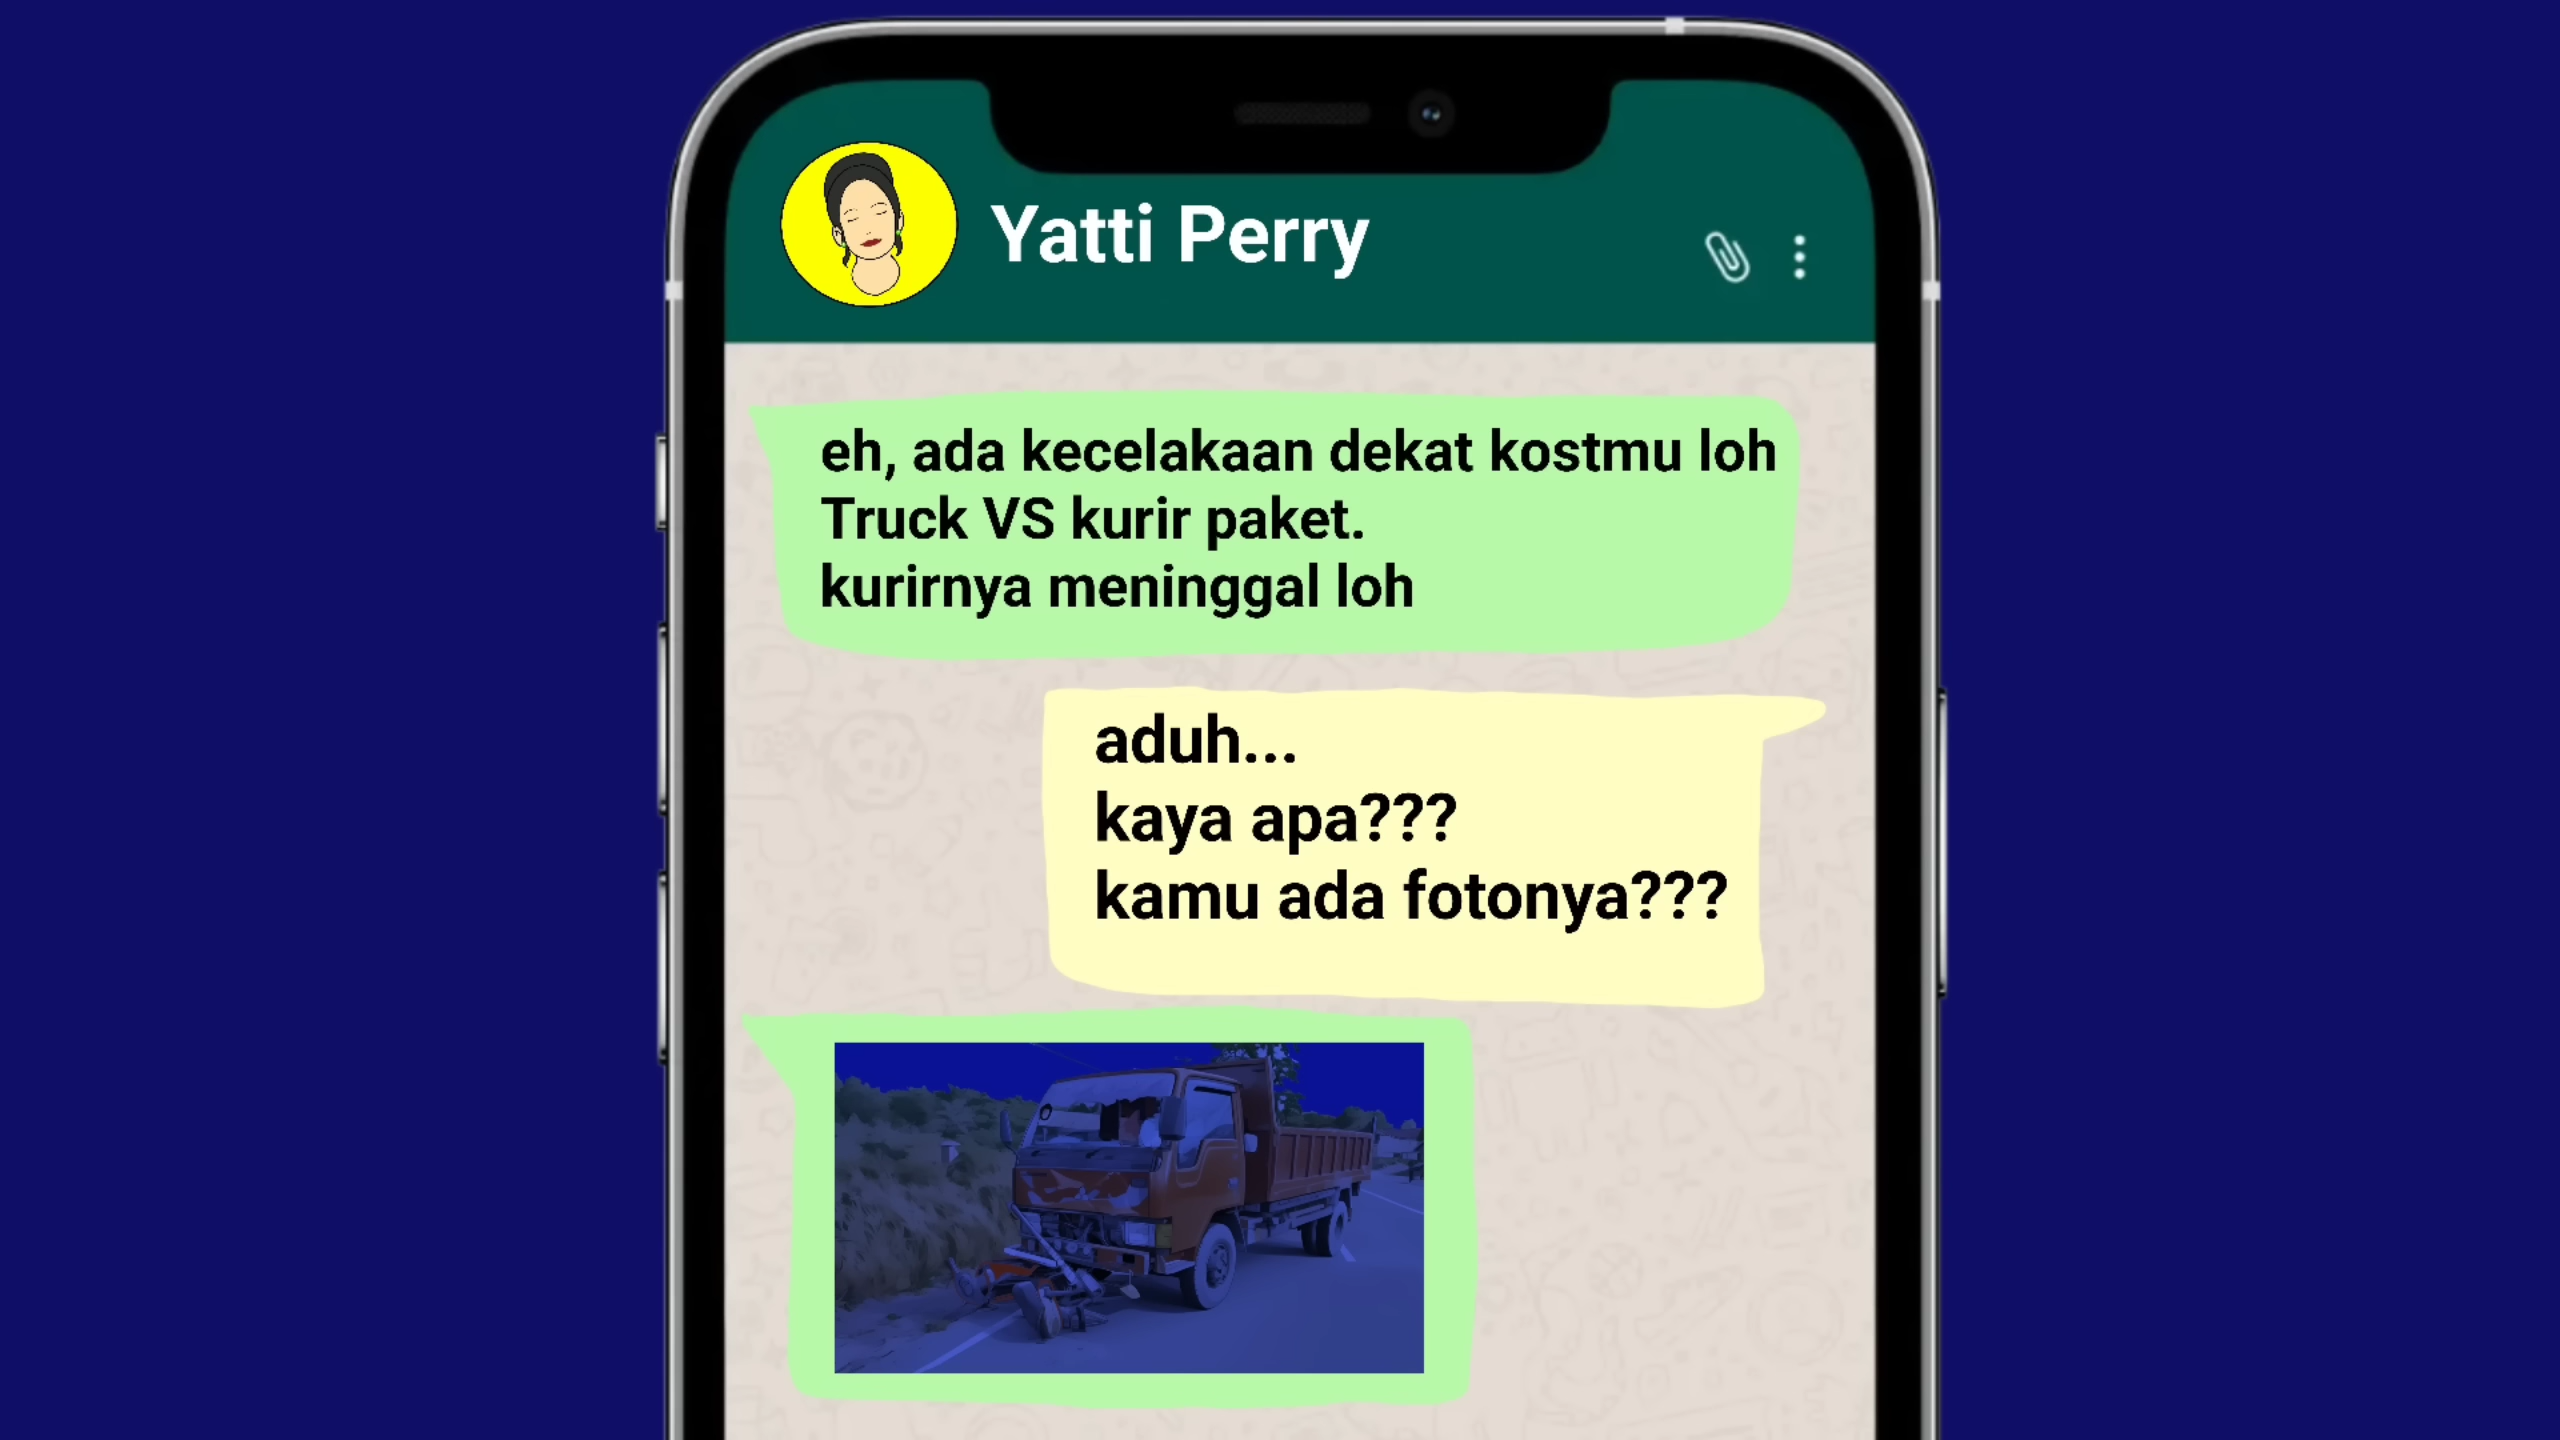 Yatti Perry
eh, ada kecelakaan dekat kostmu loh
Truck VS kurir paket.
kurirnya meninggal loh
aduh...
kaya apa???
kamu ada fotonya???